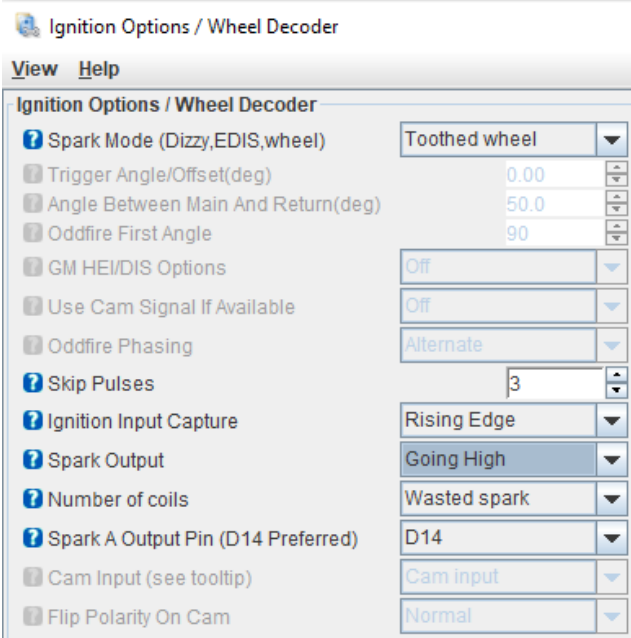 Ignition Options / Wheel Decoder
View Help
Ignition Options / Wheel Decoder
Spark Mode (Dizzy,EDIS,wheel) Toothed wheel
Trigger Angle/Offset(deg) 0.00
Angle Between Main And Return(deg) 50.0
Oddfire First Angle 90
GM HEI/DIS Options Off
Use Cam Signal If Available Off
Oddfire Phasing Alternate
Skip Pulses 3
Ignition Input Capture Rising Edge
Spark Output Going High
Number of coils Wasted spark
Spark A Output Pin (D14 Preferred) D14
Cam Input (see tooltip) Cam input
Flip Polarity On Cam Normal